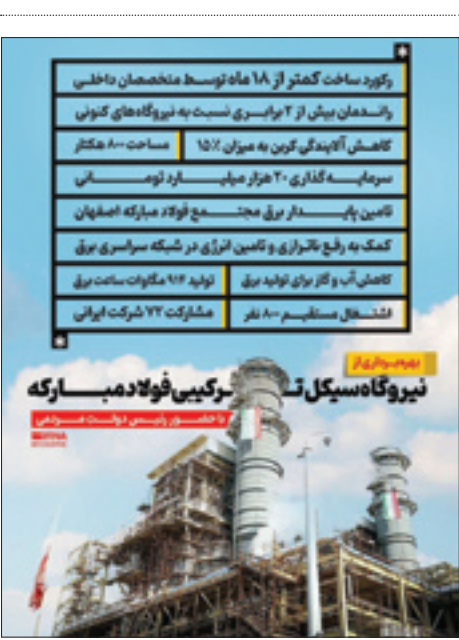 رکورد ساخت کمتر از ۱۸ ماه توسط متخصصان داخلی
راندمان بیش از ۲ برابری نسبت به نیروگاه‌های کنونی
کاهش آلایندگی کربن به میزان ۱۵٪ مساحت ۸۰۰ هکتار
سرمایه گذاری ۲۰ هزار میلیارد تومانی
تامین پایدار برق مجتمع فولاد مبارکه اصفهان
کمک به رفع ناترازی و تامین انرژی در شبکه سراسری برق
کاهش آب و گاز برای تولید برق تولید ۹۱۴ مگاوات ساعت برق
اشتغال مستقیم ۸۰۰ نفر مشارکت ۷۲ شرکت ایرانی
بهره‌برداری از
نیروگاه سیکل ترکیبی فولاد مبارکه
با حضور رئیس دولت مردمی